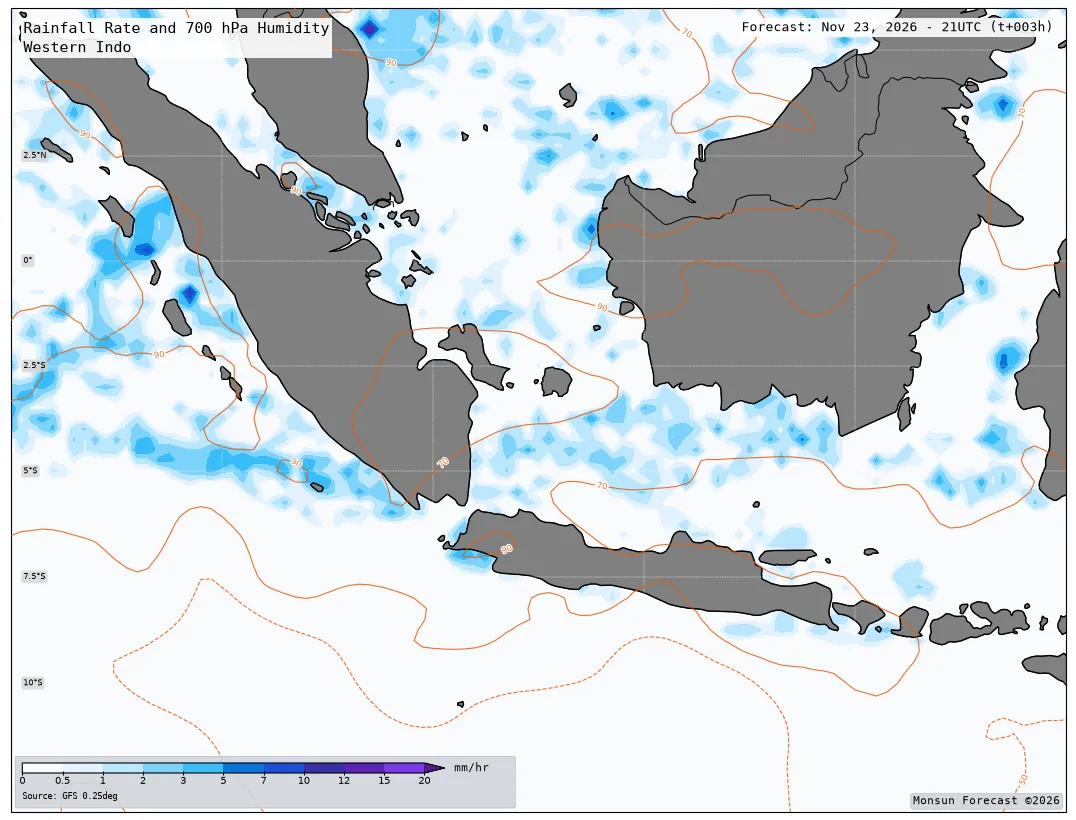 Rainfall Rate and 700 hPa Humidity
Western Indo
Forecast: Nov 23, 2026 - 21UTC (t+003h)
70
90
70
90
2.5°N
90
0°
90
90
2.5°S
70
90
5°S
70
90
7.5°S
10°S
50
mm/hr
0 0.5 1 2 3 5 7 10 12 15 20
Source: GFS 0.25deg
Monsun Forecast ©2026